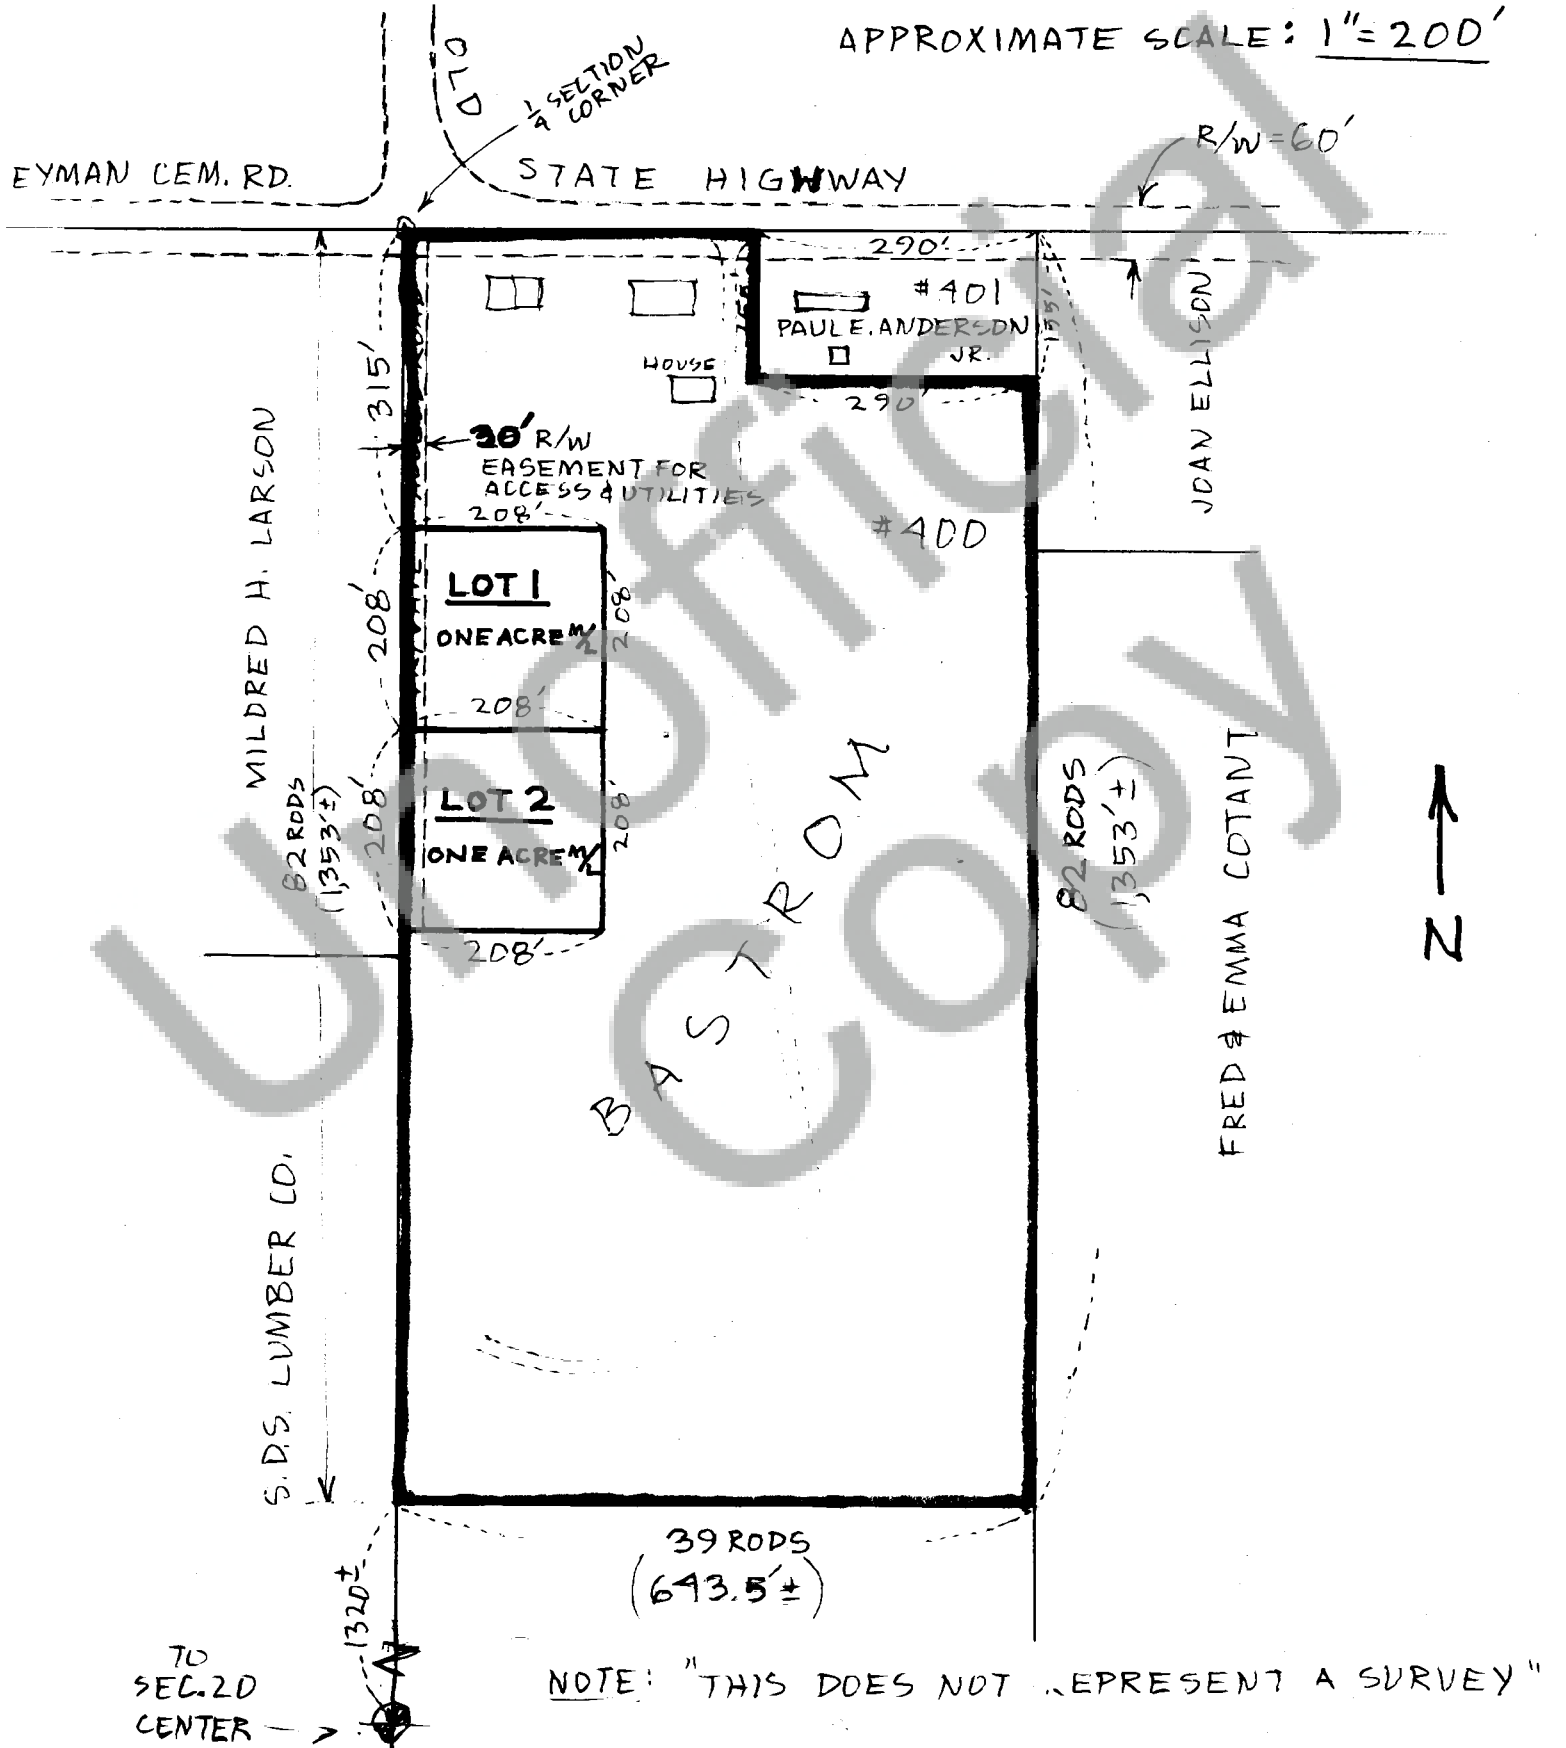 APPROXIMATE SCALE: 1"=200'
OLD
1/4 SECTION
CORNER
R/W=60'
EYMAN CEM. RD.
STATE HIGHWAY
290'
#401
PAUL E. ANDERSON
JR.
155'
155'
HOUSE
290'
JOAN ELLISON
315'
MILDRED H. LARSON
30' R/W
EASEMENT FOR
ACCESS & UTILITIES
208'
#400
LOT 1
ONE ACRE M/L
208'
208'
PRIVATE
208'
LOT 2
ONE ACRE M/L
208'
208'
208'
82 RODS
(1,353'±)
BASTROM
82 RODS
(1,353'±)
FRED & EMMA COTANT
N
S.D.S. LUMBER CO.
39 RODS
(643.5'±)
1320±
TO
SEC. 20
CENTER
NOTE: "THIS DOES NOT ..EPRESENT A SURVEY"
Unofficial
Copy